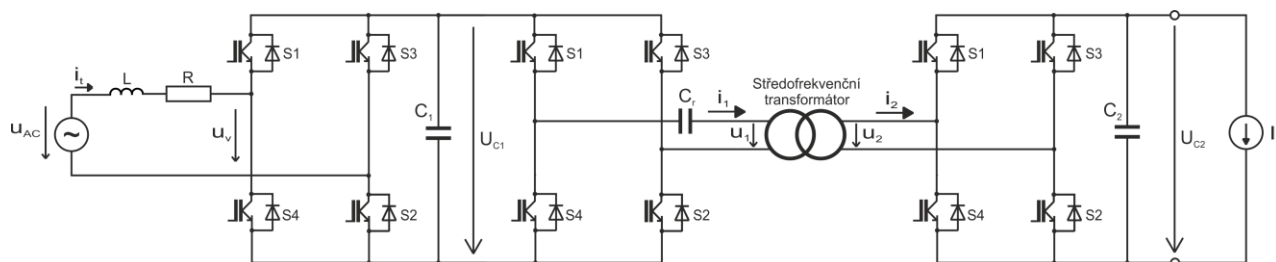 S1
S3
S1
S3
S1
S3
i_t
L
R
Středofrekvenční
transformátor
C_r
i_1
i_2
C_1
C_2
u_AC
~
u_v
U_C1
u_1
u_2
U_C2
I
S4
S2
S4
S2
S4
S2